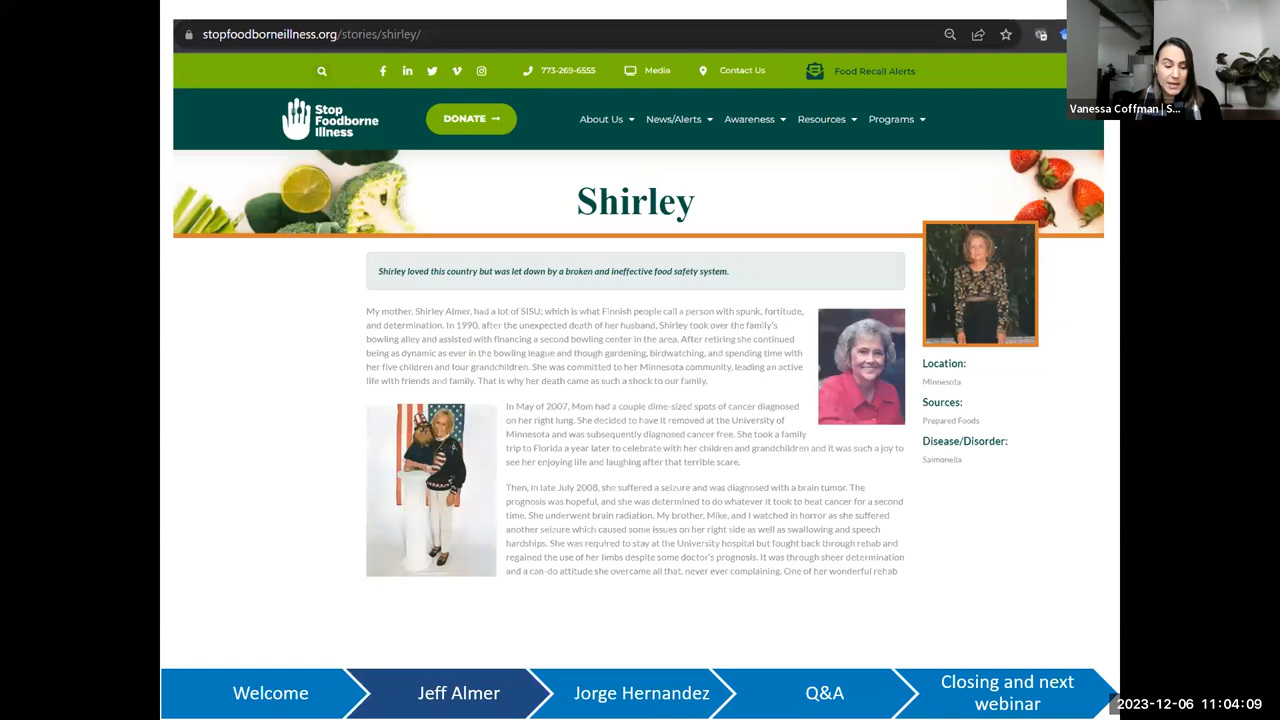 stopfoodborneillness.org/stories/shirley/
773-269-6555
Media
Contact Us
Food Recall Alerts
Stop
Foodborne
Illness
DONATE
About Us
News/Alerts
Awareness
Resources
Programs
Vanessa Coffman | S...
Shirley
Shirley loved this country but was let down by a broken and ineffective food safety system.
My mother, Shirley Almer, had a lot of SISU; which is what Finnish people call a person with spunk, fortitude,
and determination. In 1990, after the unexpected death of her husband, Shirley took over the family's
bowling alley and assisted with financing a second bowling center in the area. After retiring she continued
being as dynamic as ever in the bowling league and though gardening, birdwatching, and spending time with
her five children and four grandchildren. She was committed to her Minnesota community, leading an active
life with friends and family. That is why her death came as such a shock to our family.
In May of 2007, Mom had a couple dime-sized spots of cancer diagnosed
on her right lung. She decided to have it removed at the University of
Minnesota and was subsequently diagnosed cancer free. She took a family
trip to Florida a year later to celebrate with her children and grandchildren and it was such a joy to
see her enjoying life and laughing after that terrible scare.
Then, in late July 2008, she suffered a seizure and was diagnosed with a brain tumor. The
prognosis was hopeful, and she was determined to do whatever it took to beat cancer for a second
time. She underwent brain radiation. My brother, Mike, and I watched in horror as she suffered
another seizure which caused some issues on her right side as well as swallowing and speech
hardships. She was required to stay at the University hospital but fought back through rehab and
regained the use of her limbs despite some doctor's prognosis. It was through sheer determination
and a can-do attitude she overcame all that, never ever complaining. One of her wonderful rehab
Location:
Minnesota
Sources:
Prepared Foods
Disease/Disorder:
Salmonella
Welcome
Jeff Almer
Jorge Hernandez
Q&A
Closing and next
webinar
2023-12-06 11:04:09